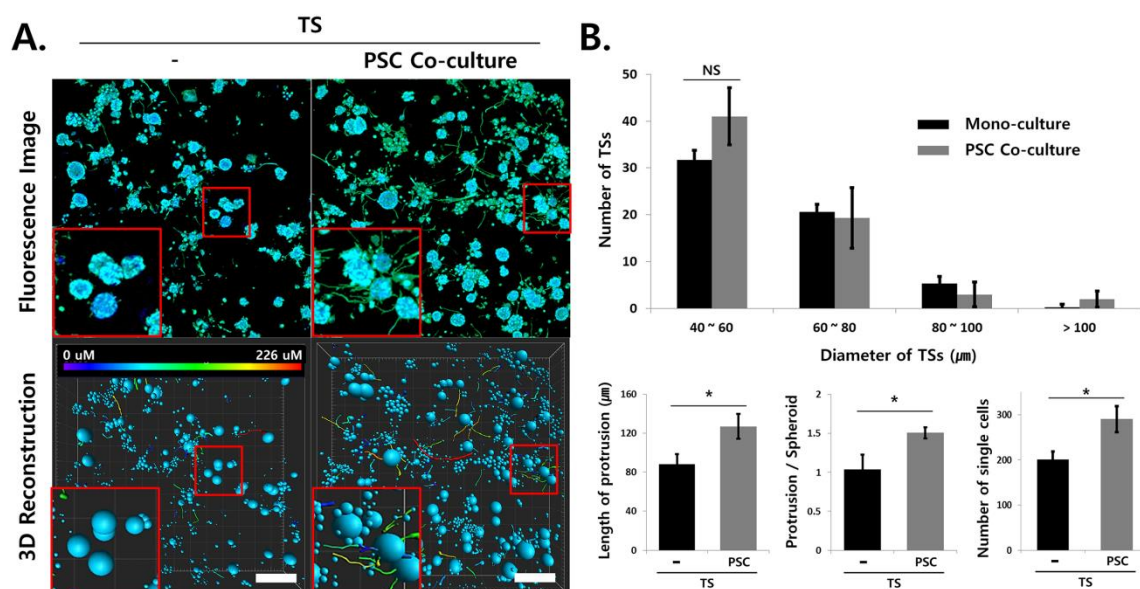 A.
TS
-
PSC Co-culture
Fluorescence Image
3D Reconstruction
0 uM
226 uM
B.
NS
Mono-culture
PSC Co-culture
Number of TSs
50
40
30
20
10
0
40 ~ 60
60 ~ 80
80 ~ 100
> 100
Diameter of TSs (μm)
Length of protrusion (μm)
160
120
80
40
0
*
-
PSC
TS
Protrusion / Spheroid
2
1.5
1
0.5
0
*
-
PSC
TS
Number of single cells
300
200
100
0
*
-
PSC
TS